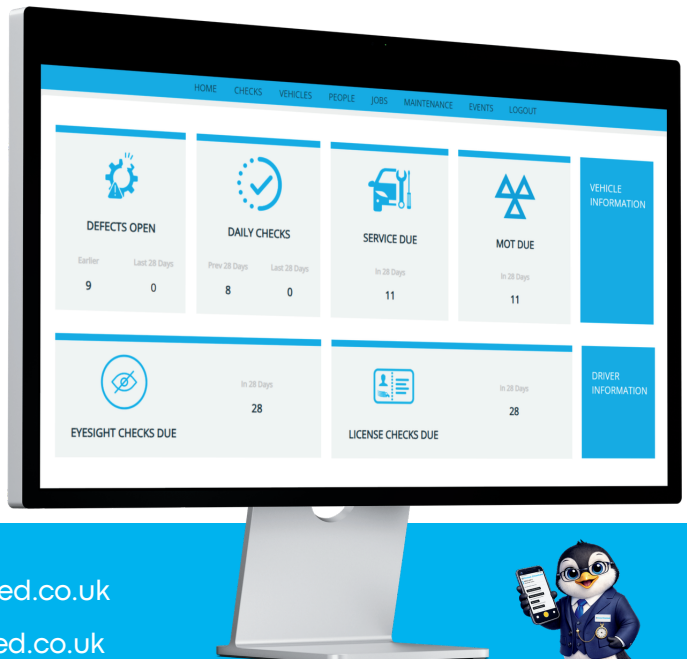 HOME CHECKS VEHICLES PEOPLE JOBS MAINTENANCE EVENTS LOGOUT
DEFECTS OPEN
Earlier Last 28 Days
9 0
DAILY CHECKS
Prev 28 Days Last 28 Days
8 0
SERVICE DUE
In 28 Days
11
MOT DUE
In 28 Days
11
VEHICLE
INFORMATION
EYESIGHT CHECKS DUE
In 28 Days
28
LICENSE CHECKS DUE
In 28 Days
28
DRIVER
INFORMATION
ed.co.uk
ed.co.uk